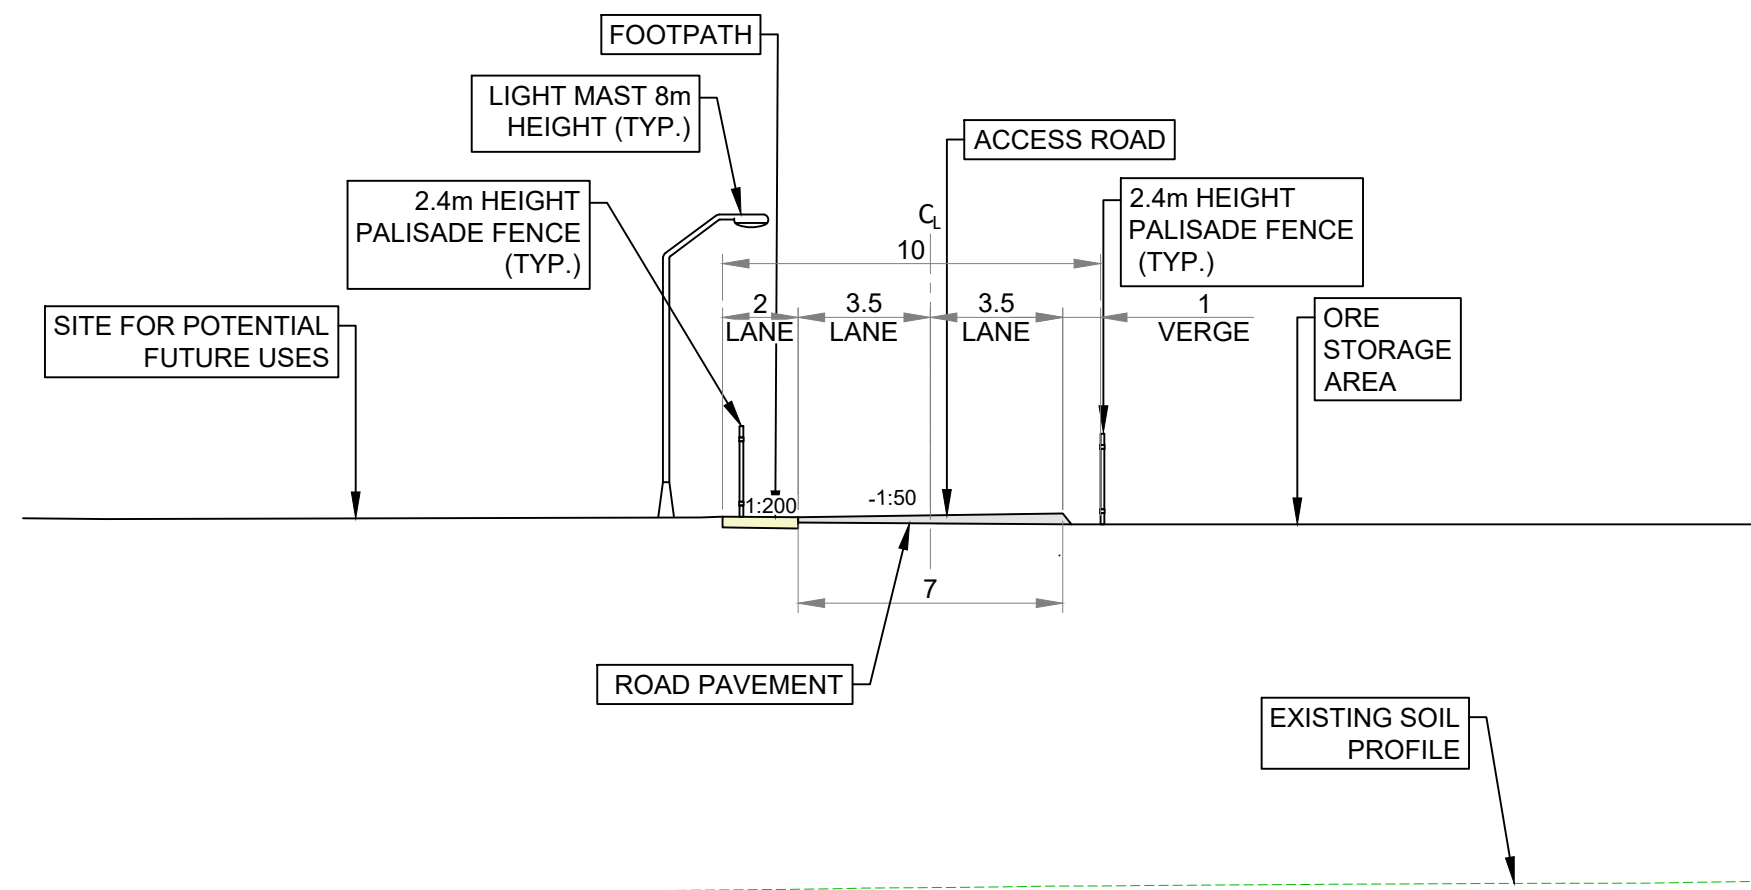 FOOTPATH
LIGHT MAST 8m
HEIGHT (TYP.)
ACCESS ROAD
2.4m HEIGHT
PALISADE FENCE
(TYP.)
2.4m HEIGHT
PALISADE FENCE
(TYP.)
CL
10
2
LANE
3.5
LANE
3.5
LANE
1
VERGE
SITE FOR POTENTIAL
FUTURE USES
ORE
STORAGE
AREA
1:200
-1:50
7
ROAD PAVEMENT
EXISTING SOIL
PROFILE